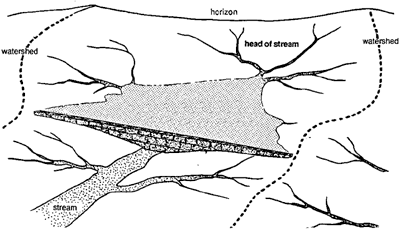 horizon
head of stream
watershed
watershed
stream